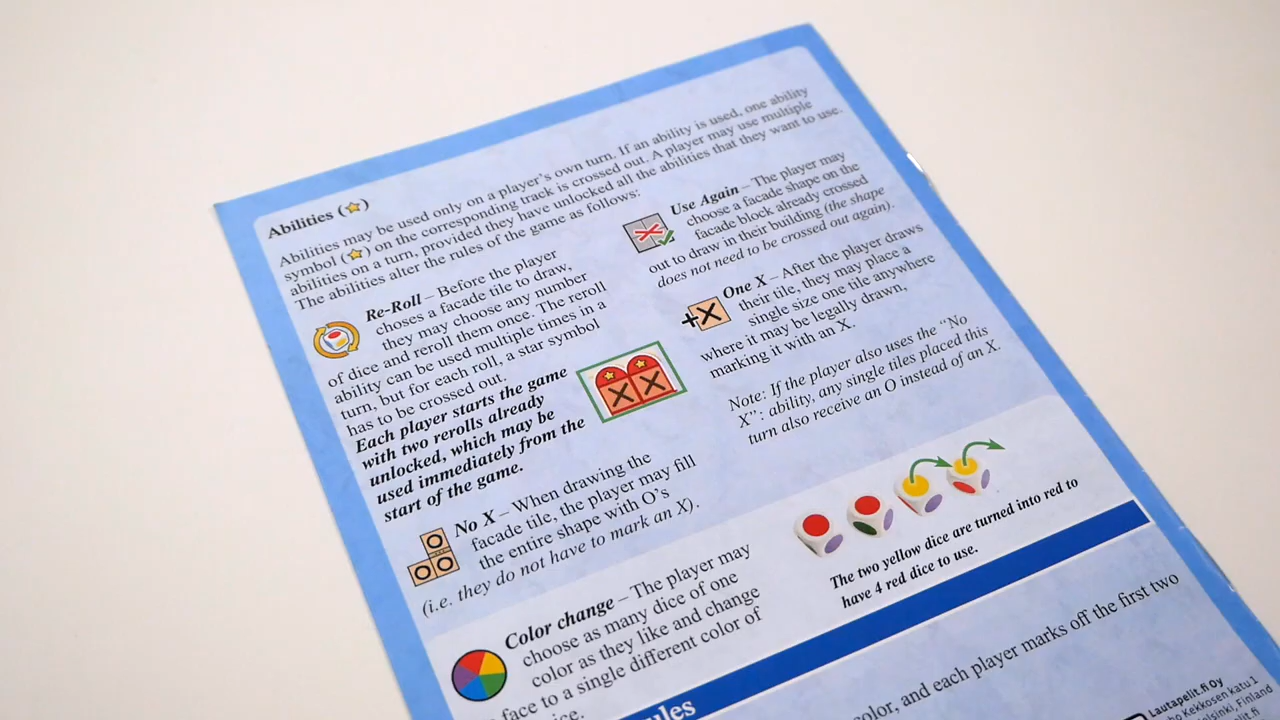 Abilities (⭐)
Abilities may be used only on a player's own turn. If an ability is used, one ability
symbol (⭐) on the corresponding track is crossed out. A player may use multiple
abilities on a turn, provided they have unlocked all the abilities that they want to use.
The abilities alter the rules of the game as follows:
Re-Roll – Before the player
choses a facade tile to draw,
they may choose any number
of dice and reroll them once. The reroll
ability can be used multiple times in a
turn, but for each roll, a star symbol
has to be crossed out.
Each player starts the game
with two rerolls already
unlocked, which may be
used immediately from the
start of the game.
No X – When drawing the
facade tile, the player may fill
the entire shape with O's
(i.e. they do not have to mark an X).
Use Again – The player may
choose a facade shape on the
facade block already crossed
out to draw in their building (the shape
does not need to be crossed out again).
One X – After the player draws
their tile, they may place a
single size one tile anywhere
where it may be legally drawn,
marking it with an X.
Note: If the player also uses the "No
X": ability, any single tiles placed this
turn also receive an O instead of an X.
Color change – The player may
choose as many dice of one
color as they like and change
face to a single different color of
The two yellow dice are turned into red to
have 4 red dice to use.
color, and each player marks off the first two
Lautapelit.fi Oy
Kekkosen katu 1
Finland